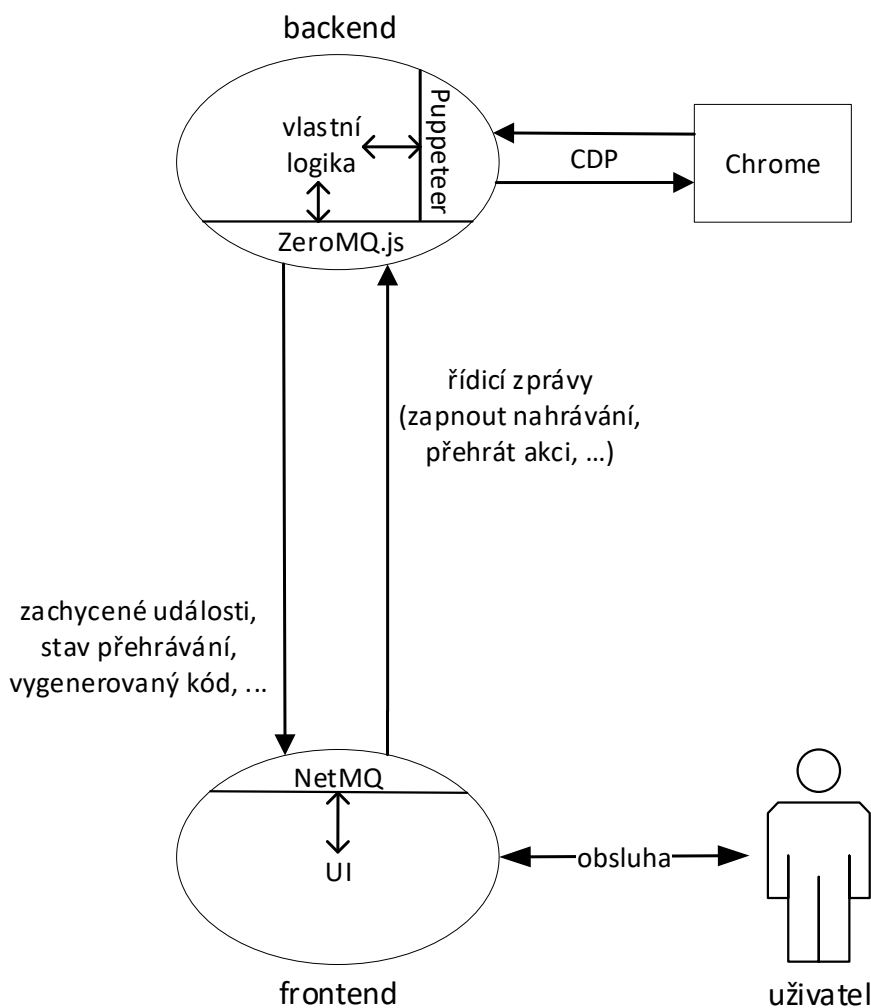 backend
vlastní
logika
Puppeteer
CDP
Chrome
ZeroMQ.js
řídicí zprávy
(zapnout nahrávání,
přehrát akci, ...)
zachycené události,
stav přehrávání,
vygenerovaný kód, ...
NetMQ
UI
obsluha
frontend
uživatel